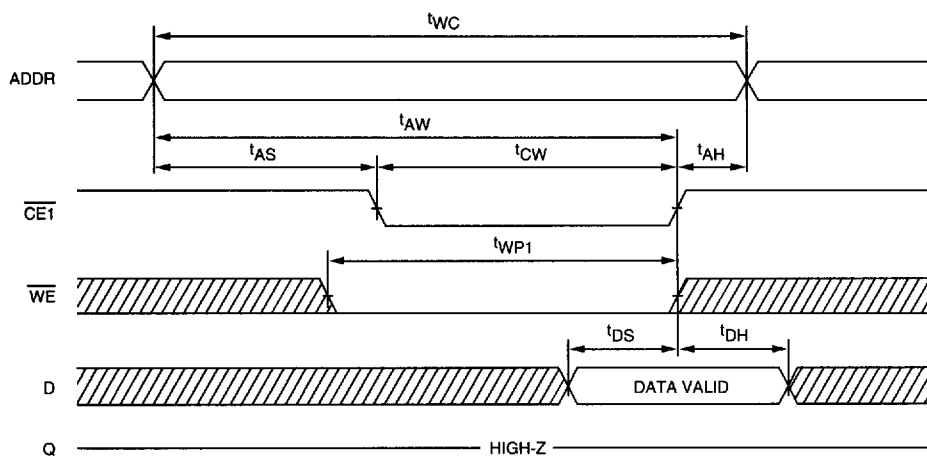 tWC
ADDR
tAW
tAS tCW tAH
CE1
tWP1
WE
tDS tDH
D DATA VALID
Q HIGH-Z